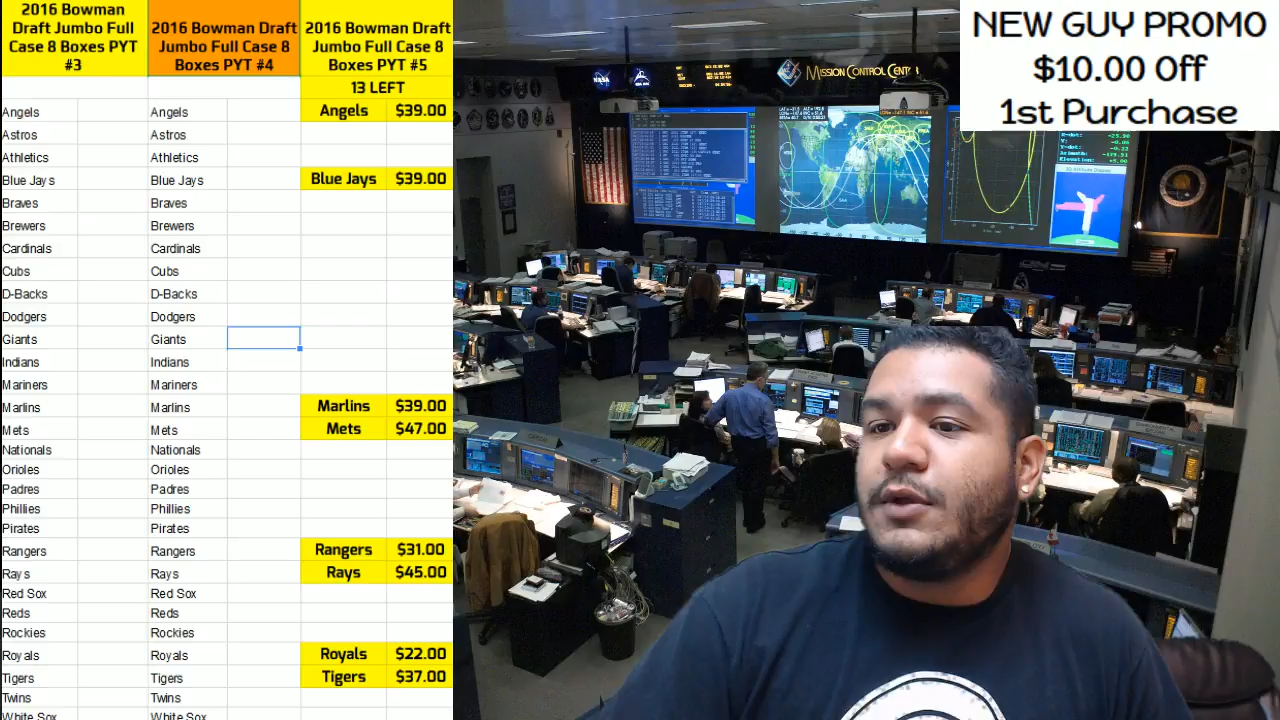 2016 Bowman
Draft Jumbo Full
Case 8 Boxes PYT
#3
2016 Bowman Draft
Jumbo Full Case 8
Boxes PYT #4
2016 Bowman Draft
Jumbo Full Case 8
Boxes PYT #5
13 LEFT
Angels Angels Angels $39.00
Astros Astros
Athletics Athletics
Blue Jays Blue Jays Blue Jays $39.00
Braves Braves
Brewers Brewers
Cardinals Cardinals
Cubs Cubs
D-Backs D-Backs
Dodgers Dodgers
Giants Giants
Indians Indians
Mariners Mariners
Marlins Marlins Marlins $39.00
Mets Mets Mets $47.00
Nationals Nationals
Orioles Orioles
Padres Padres
Phillies Phillies
Pirates Pirates
Rangers Rangers Rangers $31.00
Rays Rays Rays $45.00
Red Sox Red Sox
Reds Reds
Rockies Rockies
Royals Royals Royals $22.00
Tigers Tigers Tigers $37.00
Twins Twins
White Sox White Sox
NASA
MISSION CONTROL CENTER
NEW GUY PROMO
$10.00 Off
1st Purchase